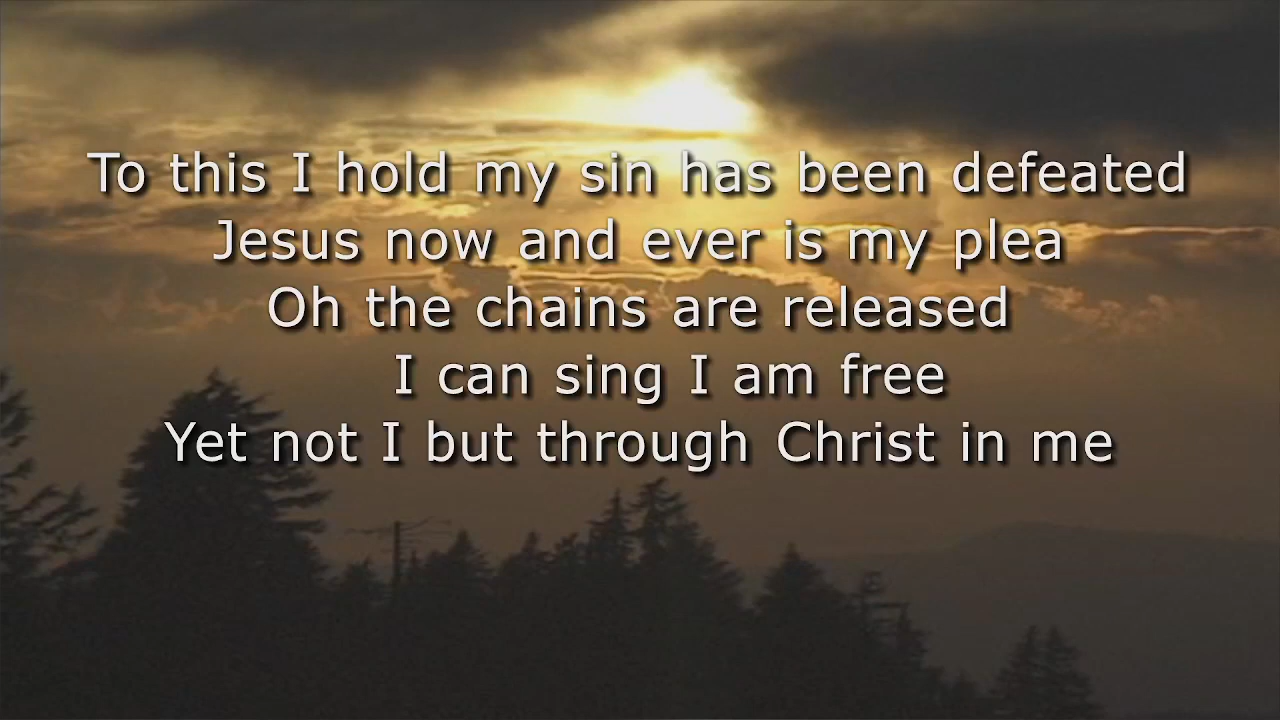 To this I hold my sin has been defeated
Jesus now and ever is my plea
Oh the chains are released
I can sing I am free
Yet not I but through Christ in me